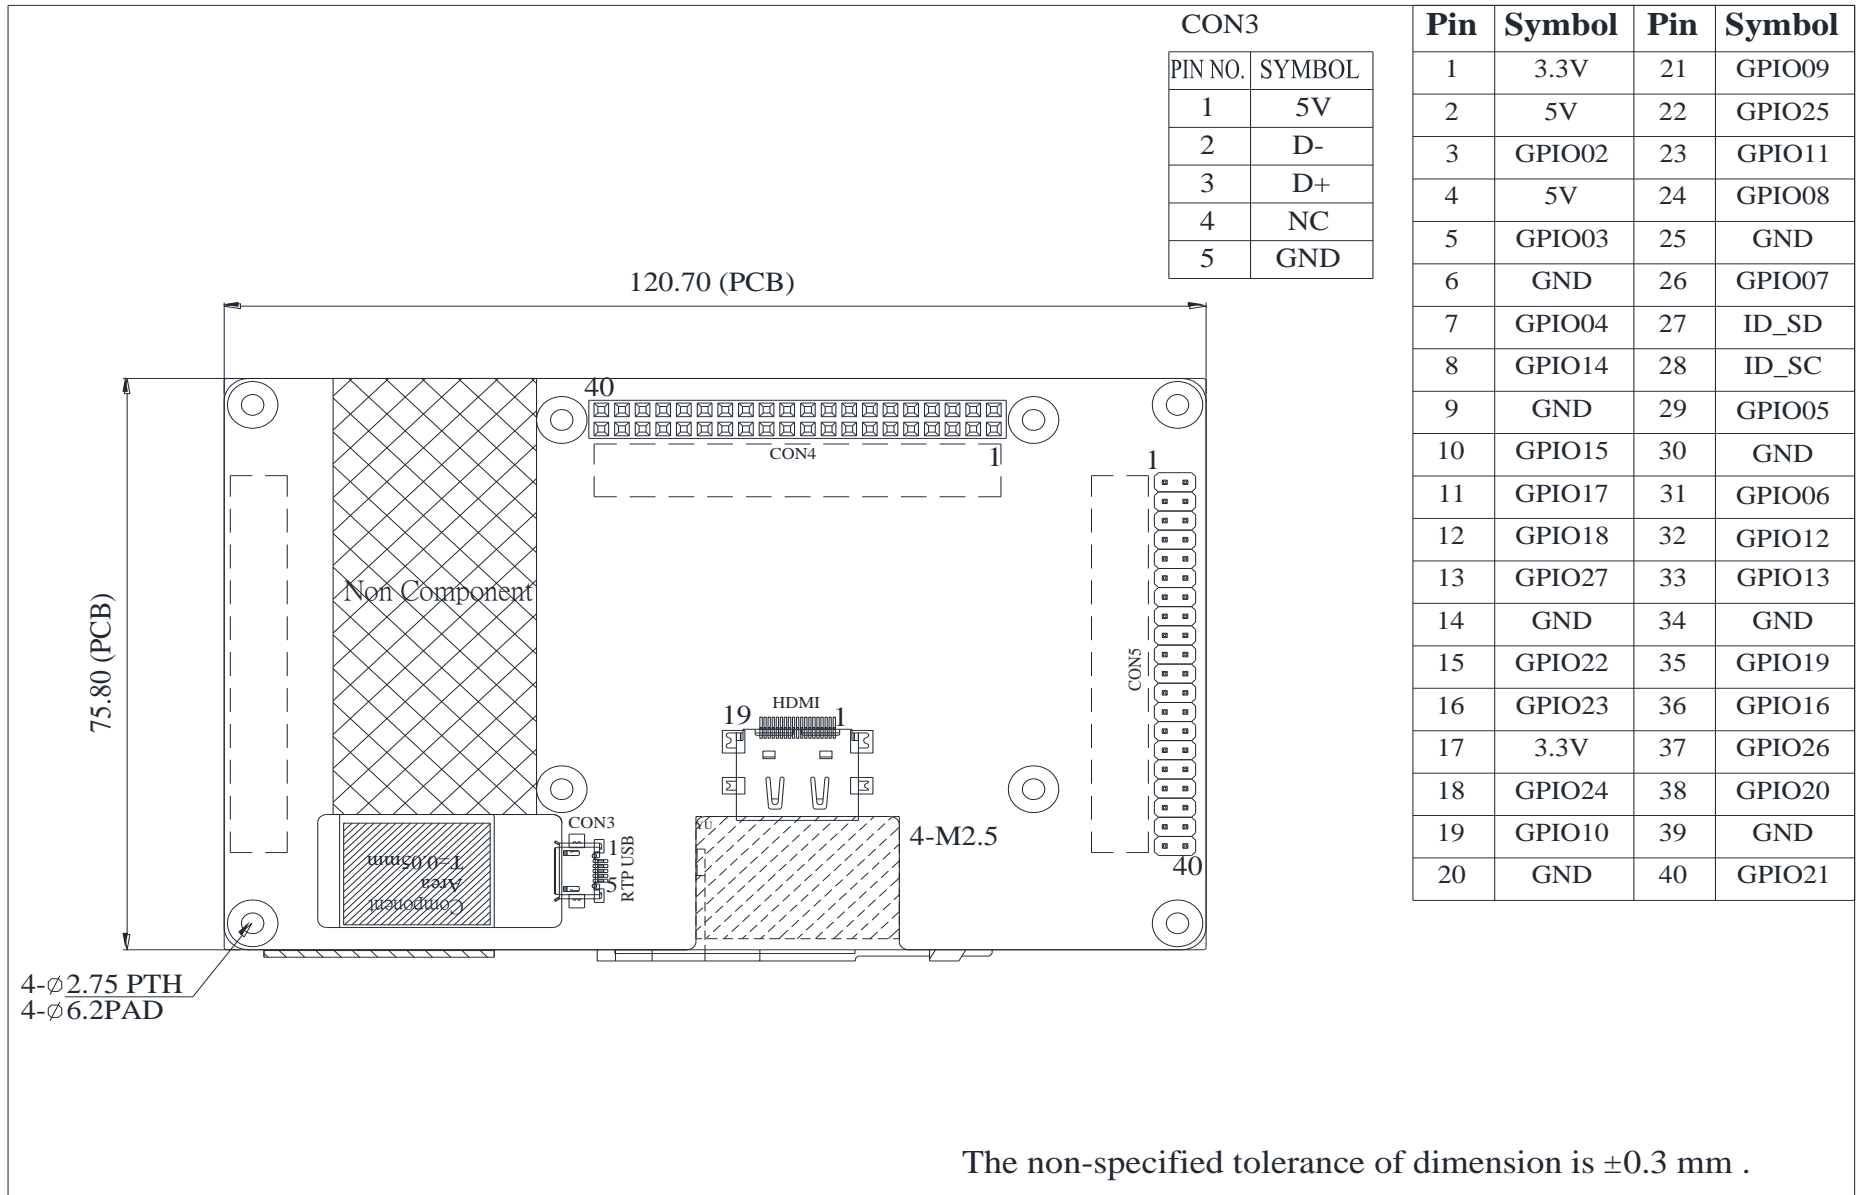 CON3
PIN NO. SYMBOL
1 5V
2 D-
3 D+
4 NC
5 GND
Pin Symbol Pin Symbol
1 3.3V 21 GPIO09
2 5V 22 GPIO25
3 GPIO02 23 GPIO11
4 5V 24 GPIO08
5 GPIO03 25 GND
6 GND 26 GPIO07
7 GPIO04 27 ID_SD
8 GPIO14 28 ID_SC
9 GND 29 GPIO05
10 GPIO15 30 GND
11 GPIO17 31 GPIO06
12 GPIO18 32 GPIO12
13 GPIO27 33 GPIO13
14 GND 34 GND
15 GPIO22 35 GPIO19
16 GPIO23 36 GPIO16
17 3.3V 37 GPIO26
18 GPIO24 38 GPIO20
19 GPIO10 39 GND
20 GND 40 GPIO21
120.70 (PCB)
75.80 (PCB)
40
CON4
1
1
CON5
40
Non Component
HDMI
19
1
CON3
1
5
RTP USB
YU
4-M2.5
Component
Area
T=0.05mm
4-⌀2.75 PTH
4-⌀6.2PAD
The non-specified tolerance of dimension is ±0.3 mm .